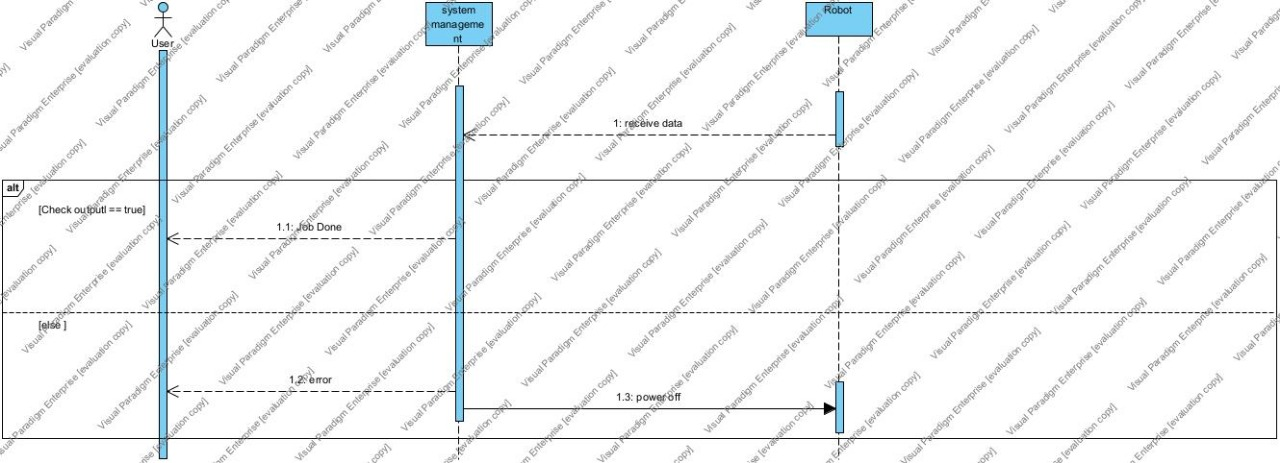 system
manageme
nt
Robot
User
1: receive data
alt
[Check outputl == true]
1.1: Job Done
[else ]
1.2: error
1.3: power off
Visual Paradigm Enterprise [evaluation copy]